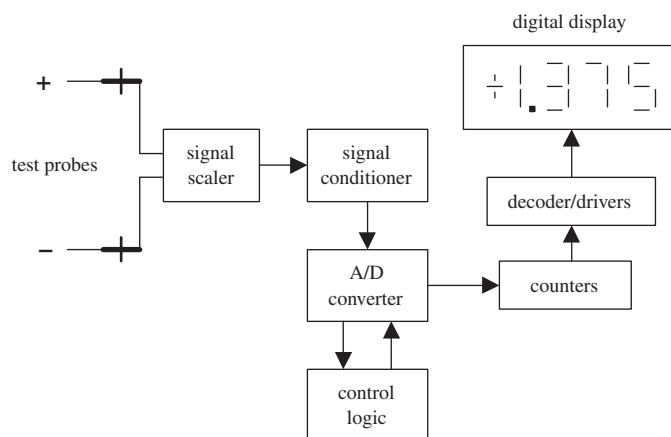 digital display
+1.375
+
test probes
−
signal
scaler
signal
conditioner
decoder/drivers
A/D
converter
counters
control
logic